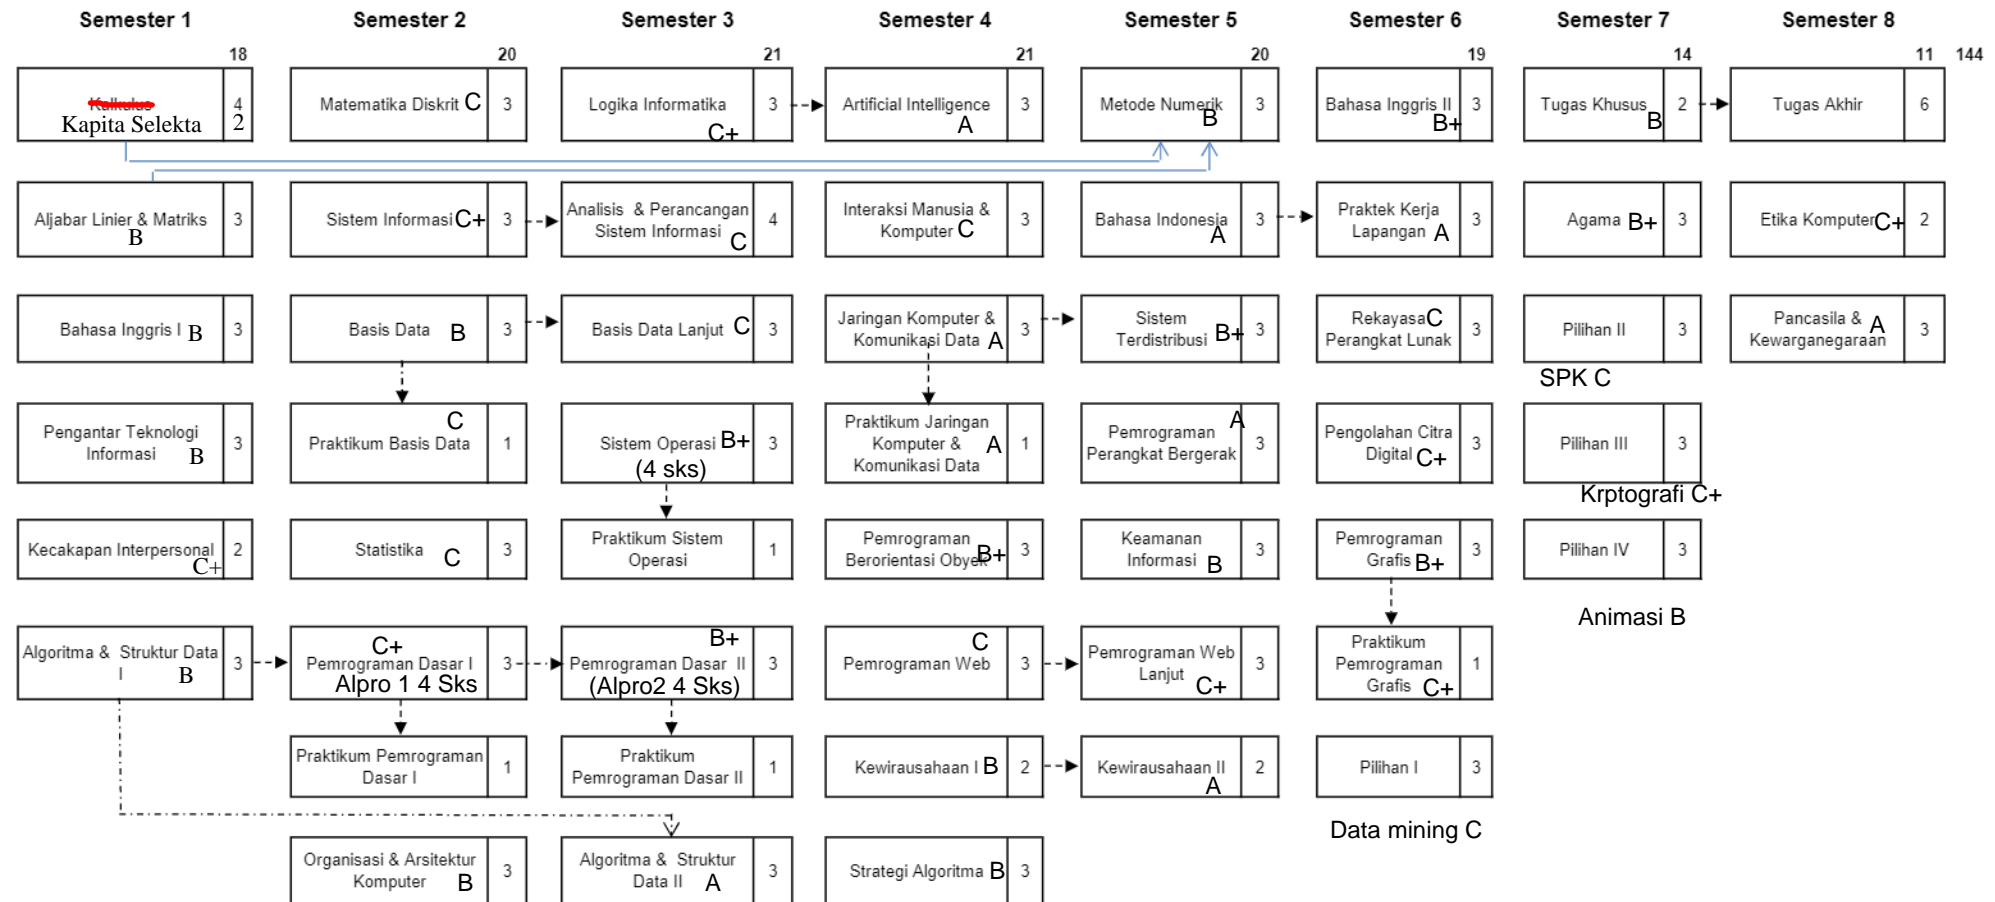 Semester 1
18
Kalkulus
4
Kapita Selekta
2
Aljabar Linier & Matriks
3
B
Bahasa Inggris I B
3
Pengantar Teknologi
Informasi
B
3
Kecakapan Interpersonal
C+
2
Algoritma & Struktur Data
I
B
3
Semester 2
20
Matematika Diskrit C
3
Sistem Informasi C+
3
Basis Data B
3
C
Praktikum Basis Data
1
Statistika C
3
C+
Pemrograman Dasar I
3
Alpro 1 4 Sks
Praktikum Pemrograman
Dasar I
1
Organisasi & Arsitektur
Komputer B
3
Semester 3
21
Logika Informatika
3
C+
Analisis & Perancangan
Sistem Informasi
C
4
Basis Data Lanjut C
3
Sistem Operasi B+
3
(4 sks)
Praktikum Sistem
Operasi
1
B+
Pemrograman Dasar II
3
(Alpro2 4 Sks)
Praktikum
Pemrograman Dasar II
1
Algoritma & Struktur
Data II A
3
Semester 4
21
Artificial Intelligence
3
A
Interaksi Manusia &
Komputer C
3
Jaringan Komputer &
Komunikasi Data A
3
Praktikum Jaringan
Komputer & A
Komunikasi Data
1
Pemrograman
Berorientasi Obyek B+
3
C
Pemrograman Web
3
Kewirausahaan I B
2
Strategi Algoritma B
3
Semester 5
20
Metode Numerik
3
B
Bahasa Indonesia
3
A
Sistem
Terdistribusi B+
3
A
Pemrograman
Perangkat Bergerak
3
Keamanan
Informasi B
3
Pemrograman Web
Lanjut
C+
3
Kewirausahaan II
2
A
Semester 6
19
Bahasa Inggris II
3
B+
Praktek Kerja
Lapangan A
3
Rekayasa C
Perangkat Lunak
3
Pengolahan Citra
Digital C+
3
Pemrograman
Grafis B+
3
Praktikum
Pemrograman
Grafis C+
1
Pilihan I
3
Data mining C
Semester 7
14
Tugas Khusus
2
B
Agama B+
3
Pilihan II
3
SPK C
Pilihan III
3
Krptografi C+
Pilihan IV
3
Animasi B
Semester 8
11
144
Tugas Akhir
6
Etika Komputer C+
2
Pancasila & A
Kewarganegaraan
3